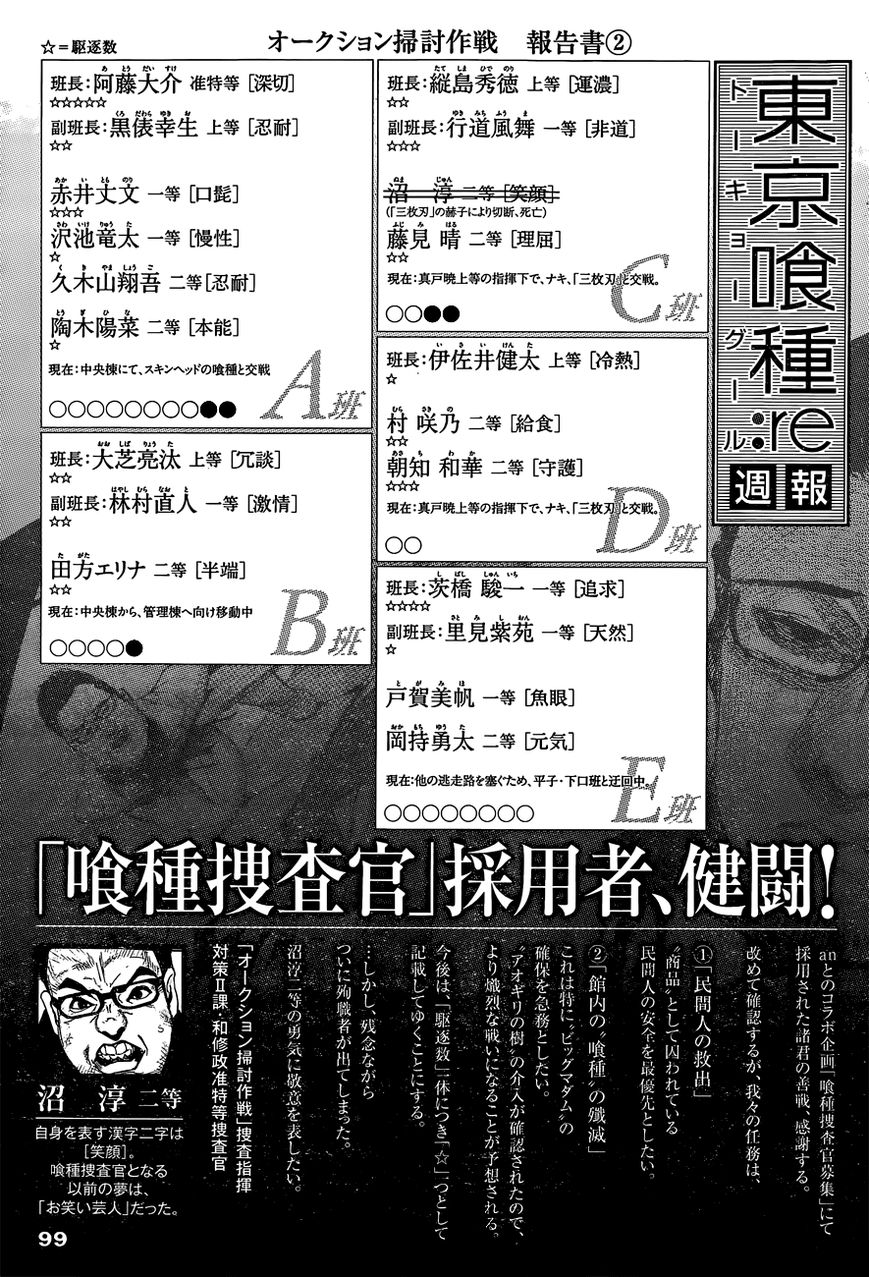 オークション掃討作戦　報告書②
☆＝駆逐数
東京喰種:re
トーキョーグール
週報
班長：阿藤大介 准特等 [深切]
☆☆☆☆☆
副班長：黒俵幸生 上等 [忍耐]
☆☆
赤井丈文 一等 [口髭]
☆☆☆
沢池竜太 一等 [慢性]
☆
久木山翔吾 二等 [忍耐]
陶木陽菜 二等 [本能]
☆
現在：中央棟にて、スキンヘッドの喰種と交戦
○○○○○○○○●●
A班
班長：大芝亮汰 上等 [冗談]
☆☆
副班長：林村直人 一等 [激情]
☆☆
田方エリナ 二等 [半端]
☆☆
現在：中央棟から、管理棟へ向け移動中
○○○○●
B班
班長：縦島秀徳 上等 [運濃]
☆☆
副班長：行道風舞 一等 [非道]
☆☆☆
沼　淳 二等 [笑顔]
(「三枚刃」の赫子により切断、死亡)
藤見 晴 二等 [理屈]
☆☆
現在：真戸暁上等の指揮下で、ナキ、「三枚刃」と交戦。
○○●●
C班
班長：伊佐井健太 上等 [冷熱]
☆
村 咲乃 二等 [給食]
☆☆
朝知 和華 二等 [守護]
☆☆☆
現在：真戸暁上等の指揮下で、ナキ、「三枚刃」と交戦。
○○
D班
班長：茨橋 駿一 一等 [追求]
☆☆☆☆
副班長：里見紫苑 一等 [天然]
☆
戸賀美帆 一等 [魚眼]
岡持勇太 二等 [元気]
現在：他の逃走路を塞ぐため、平子・下口班と迂回中。
○○○○○○○○
E班
「喰種捜査官」採用者、健闘！
anとのコラボ企画「喰種捜査官募集」にて
採用された諸君の善戦、感謝する。
改めて確認するが、我々の任務は、
①「民間人の救出」
〝商品〟として囚われている
民間人の安全を最優先としたい。
②「館内の〝喰種〟の殲滅」
これは特に〝ビッグマダム〟の
確保を急務としたい。
〝アオギリの樹〟の介入が確認されたので、
より熾烈な戦いになることが予想される。
今後は、「駆逐数」一体につき「☆」一つとして
記載してゆくことにする。
…しかし、残念ながら
ついに殉職者が出てしまった。
沼淳二等の勇気に敬意を表したい。
「オークション掃討作戦」捜査指揮
対策Ⅱ課 和修政准特等捜査官
沼　淳 二等
自身を表す漢字二字は
[笑顔]。
喰種捜査官となる
以前の夢は、
「お笑い芸人」だった。
99